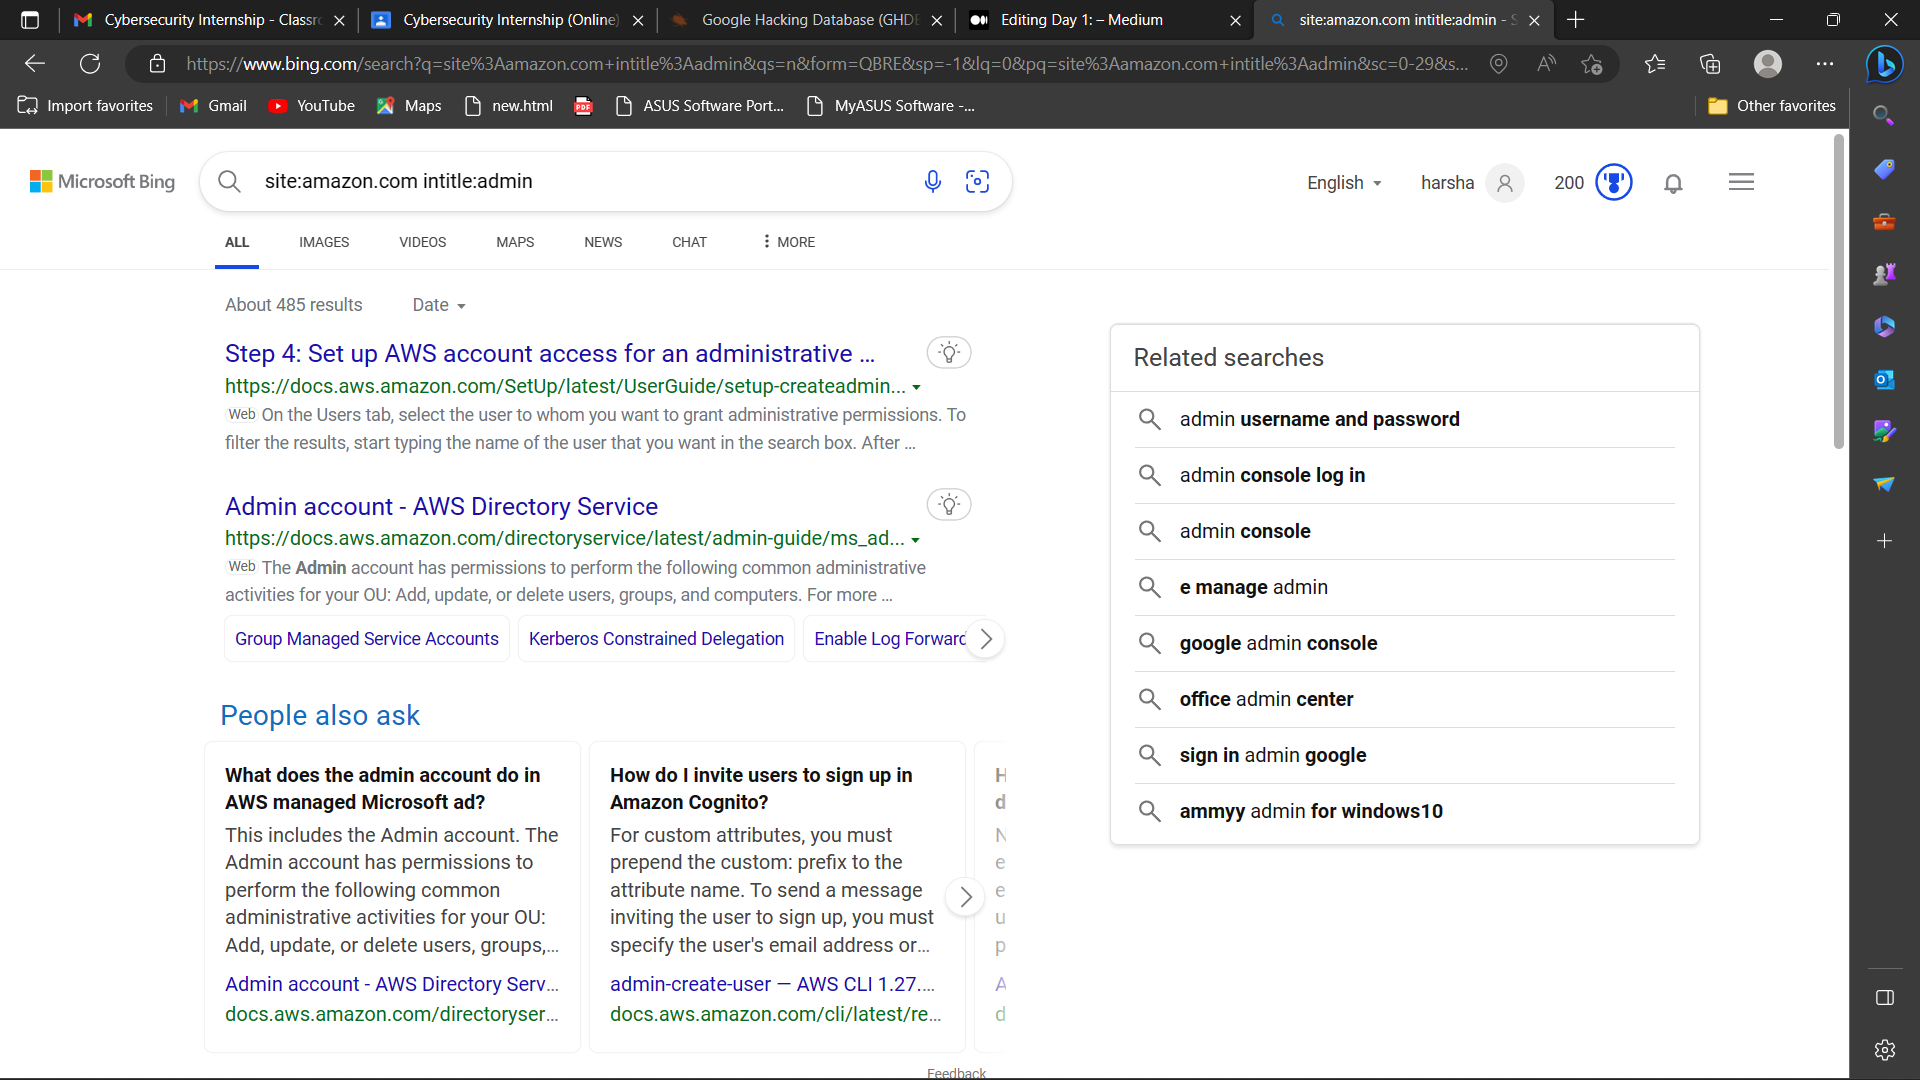 Cybersecurity Internship - Classr
Cybersecurity Internship (Online)
Google Hacking Database (GHDB
Editing Day 1: – Medium
site:amazon.com intitle:admin - S
https://www.bing.com/search?q=site%3Aamazon.com+intitle%3Aadmin&qs=n&form=QBRE&sp=-1&lq=0&pq=site%3Aamazon.com+intitle%3Aadmin&sc=0-29&s...
Import favorites
Gmail
YouTube
Maps
new.html
PDF
ASUS Software Port...
MyASUS Software -...
Other favorites
Microsoft Bing
site:amazon.com intitle:admin
English
harsha
200
ALL
IMAGES
VIDEOS
MAPS
NEWS
CHAT
MORE
About 485 results
Date
Step 4: Set up AWS account access for an administrative ...
https://docs.aws.amazon.com/SetUp/latest/UserGuide/setup-createadmin...
Web On the Users tab, select the user to whom you want to grant administrative permissions. To
filter the results, start typing the name of the user that you want in the search box. After ...
Admin account - AWS Directory Service
https://docs.aws.amazon.com/directoryservice/latest/admin-guide/ms_ad...
Web The Admin account has permissions to perform the following common administrative
activities for your OU: Add, update, or delete users, groups, and computers. For more ...
Group Managed Service Accounts
Kerberos Constrained Delegation
Enable Log Forward
People also ask
What does the admin account do in
AWS managed Microsoft ad?
This includes the Admin account. The
Admin account has permissions to
perform the following common
administrative activities for your OU:
Add, update, or delete users, groups,...
Admin account - AWS Directory Serv...
docs.aws.amazon.com/directoryser...
How do I invite users to sign up in
Amazon Cognito?
For custom attributes, you must
prepend the custom: prefix to the
attribute name. To send a message
inviting the user to sign up, you must
specify the user's email address or...
admin-create-user — AWS CLI 1.27....
docs.aws.amazon.com/cli/latest/re...
H
d
N
e
e
u
p
A
d
Feedback
Related searches
admin username and password
admin console log in
admin console
e manage admin
google admin console
office admin center
sign in admin google
ammyy admin for windows10